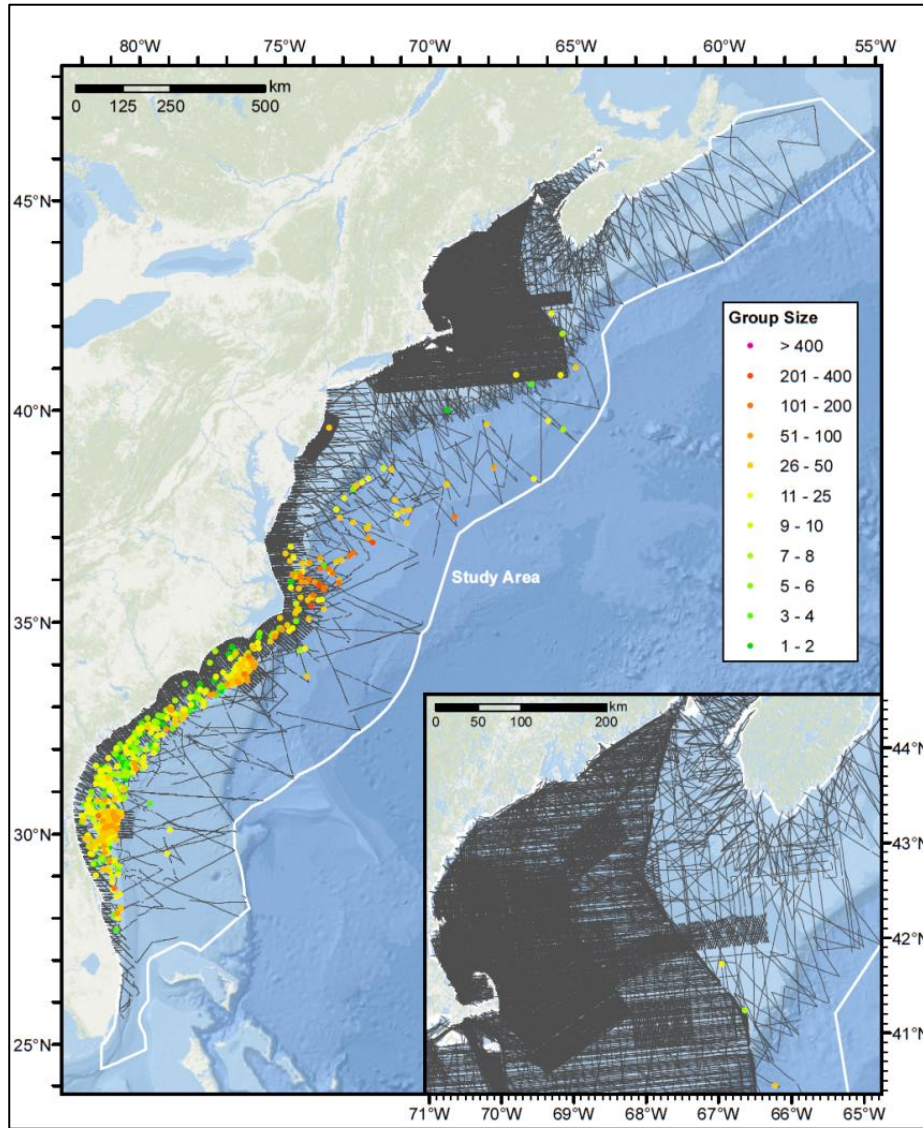 80°W 75°W 70°W 65°W 60°W 55°W
km
0 125 250 500
45°N
40°N
35°N
30°N
25°N
Group Size
> 400
201 - 400
101 - 200
51 - 100
26 - 50
11 - 25
9 - 10
7 - 8
5 - 6
3 - 4
1 - 2
Study Area
km
0 50 100 200
44°N
43°N
42°N
41°N
71°W 70°W 69°W 68°W 67°W 66°W 65°W